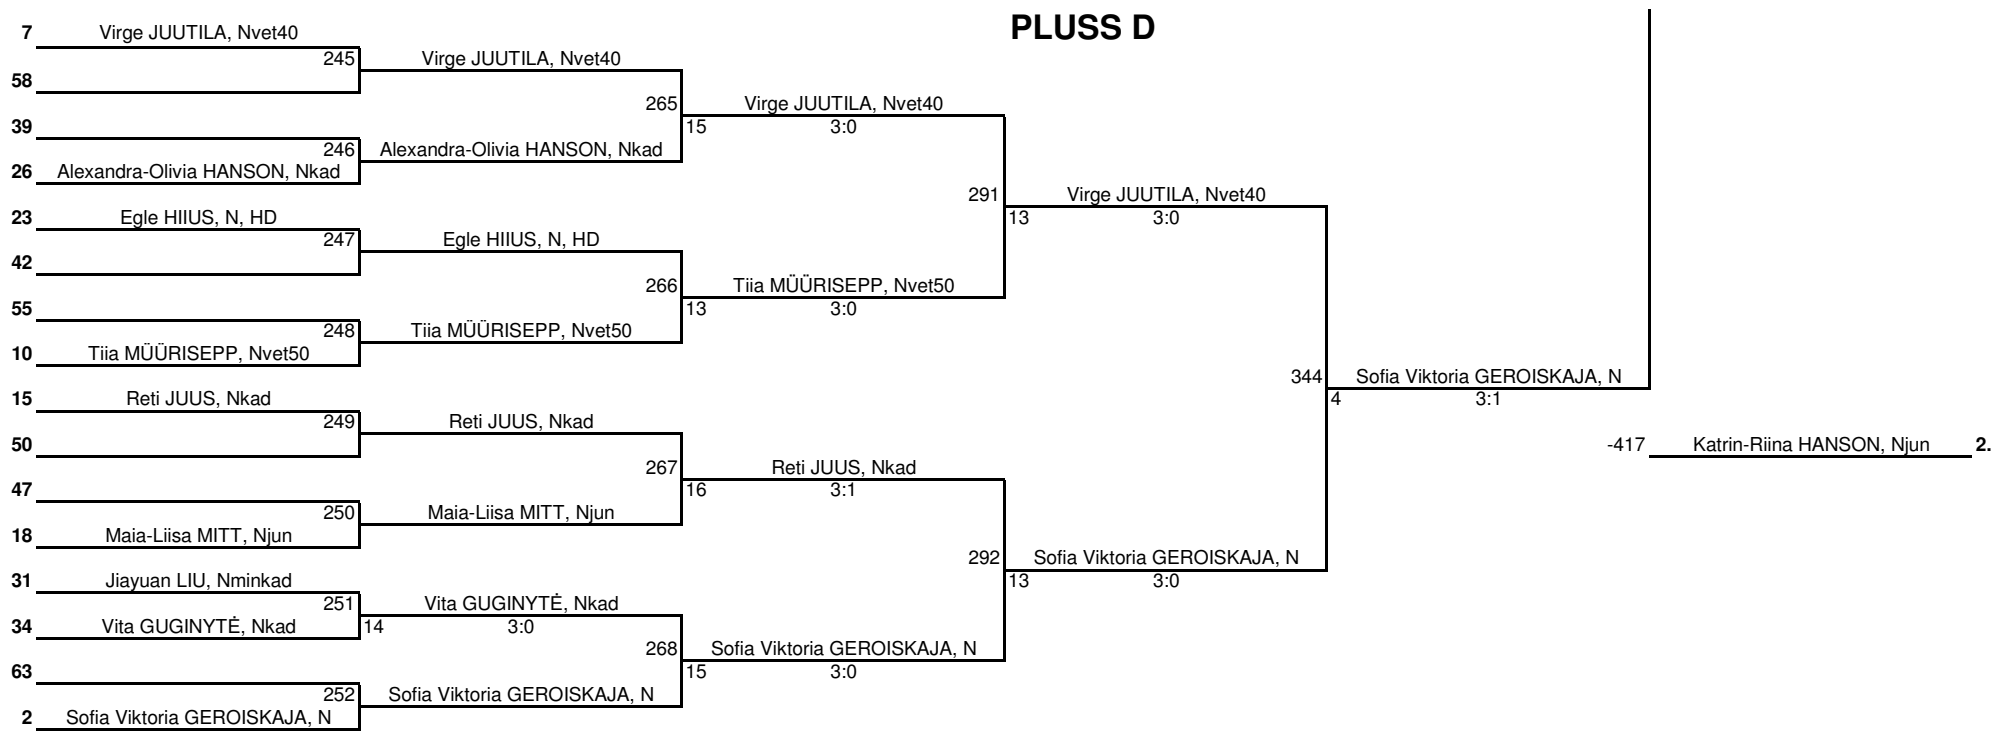 PLUSS D
7 Virge JUUTILA, Nvet40
245 Virge JUUTILA, Nvet40
58
265 Virge JUUTILA, Nvet40
39
15 3:0
246 Alexandra-Olivia HANSON, Nkad
26 Alexandra-Olivia HANSON, Nkad
291 Virge JUUTILA, Nvet40
23 Egle HIIUS, N, HD
13 3:0
247 Egle HIIUS, N, HD
42
266 Tiia MÜÜRISEPP, Nvet50
55
13 3:0
248 Tiia MÜÜRISEPP, Nvet50
10 Tiia MÜÜRISEPP, Nvet50
344 Sofia Viktoria GEROISKAJA, N
15 Reti JUUS, Nkad
4 3:1
249 Reti JUUS, Nkad
50
-417 Katrin-Riina HANSON, Njun 2.
267 Reti JUUS, Nkad
47
16 3:1
250 Maia-Liisa MITT, Njun
18 Maia-Liisa MITT, Njun
292 Sofia Viktoria GEROISKAJA, N
31 Jiayuan LIU, Nminkad
13 3:0
251 Vita GUGINYTĖ, Nkad
34 Vita GUGINYTĖ, Nkad
14 3:0
268 Sofia Viktoria GEROISKAJA, N
63
15 3:0
252 Sofia Viktoria GEROISKAJA, N
2 Sofia Viktoria GEROISKAJA, N